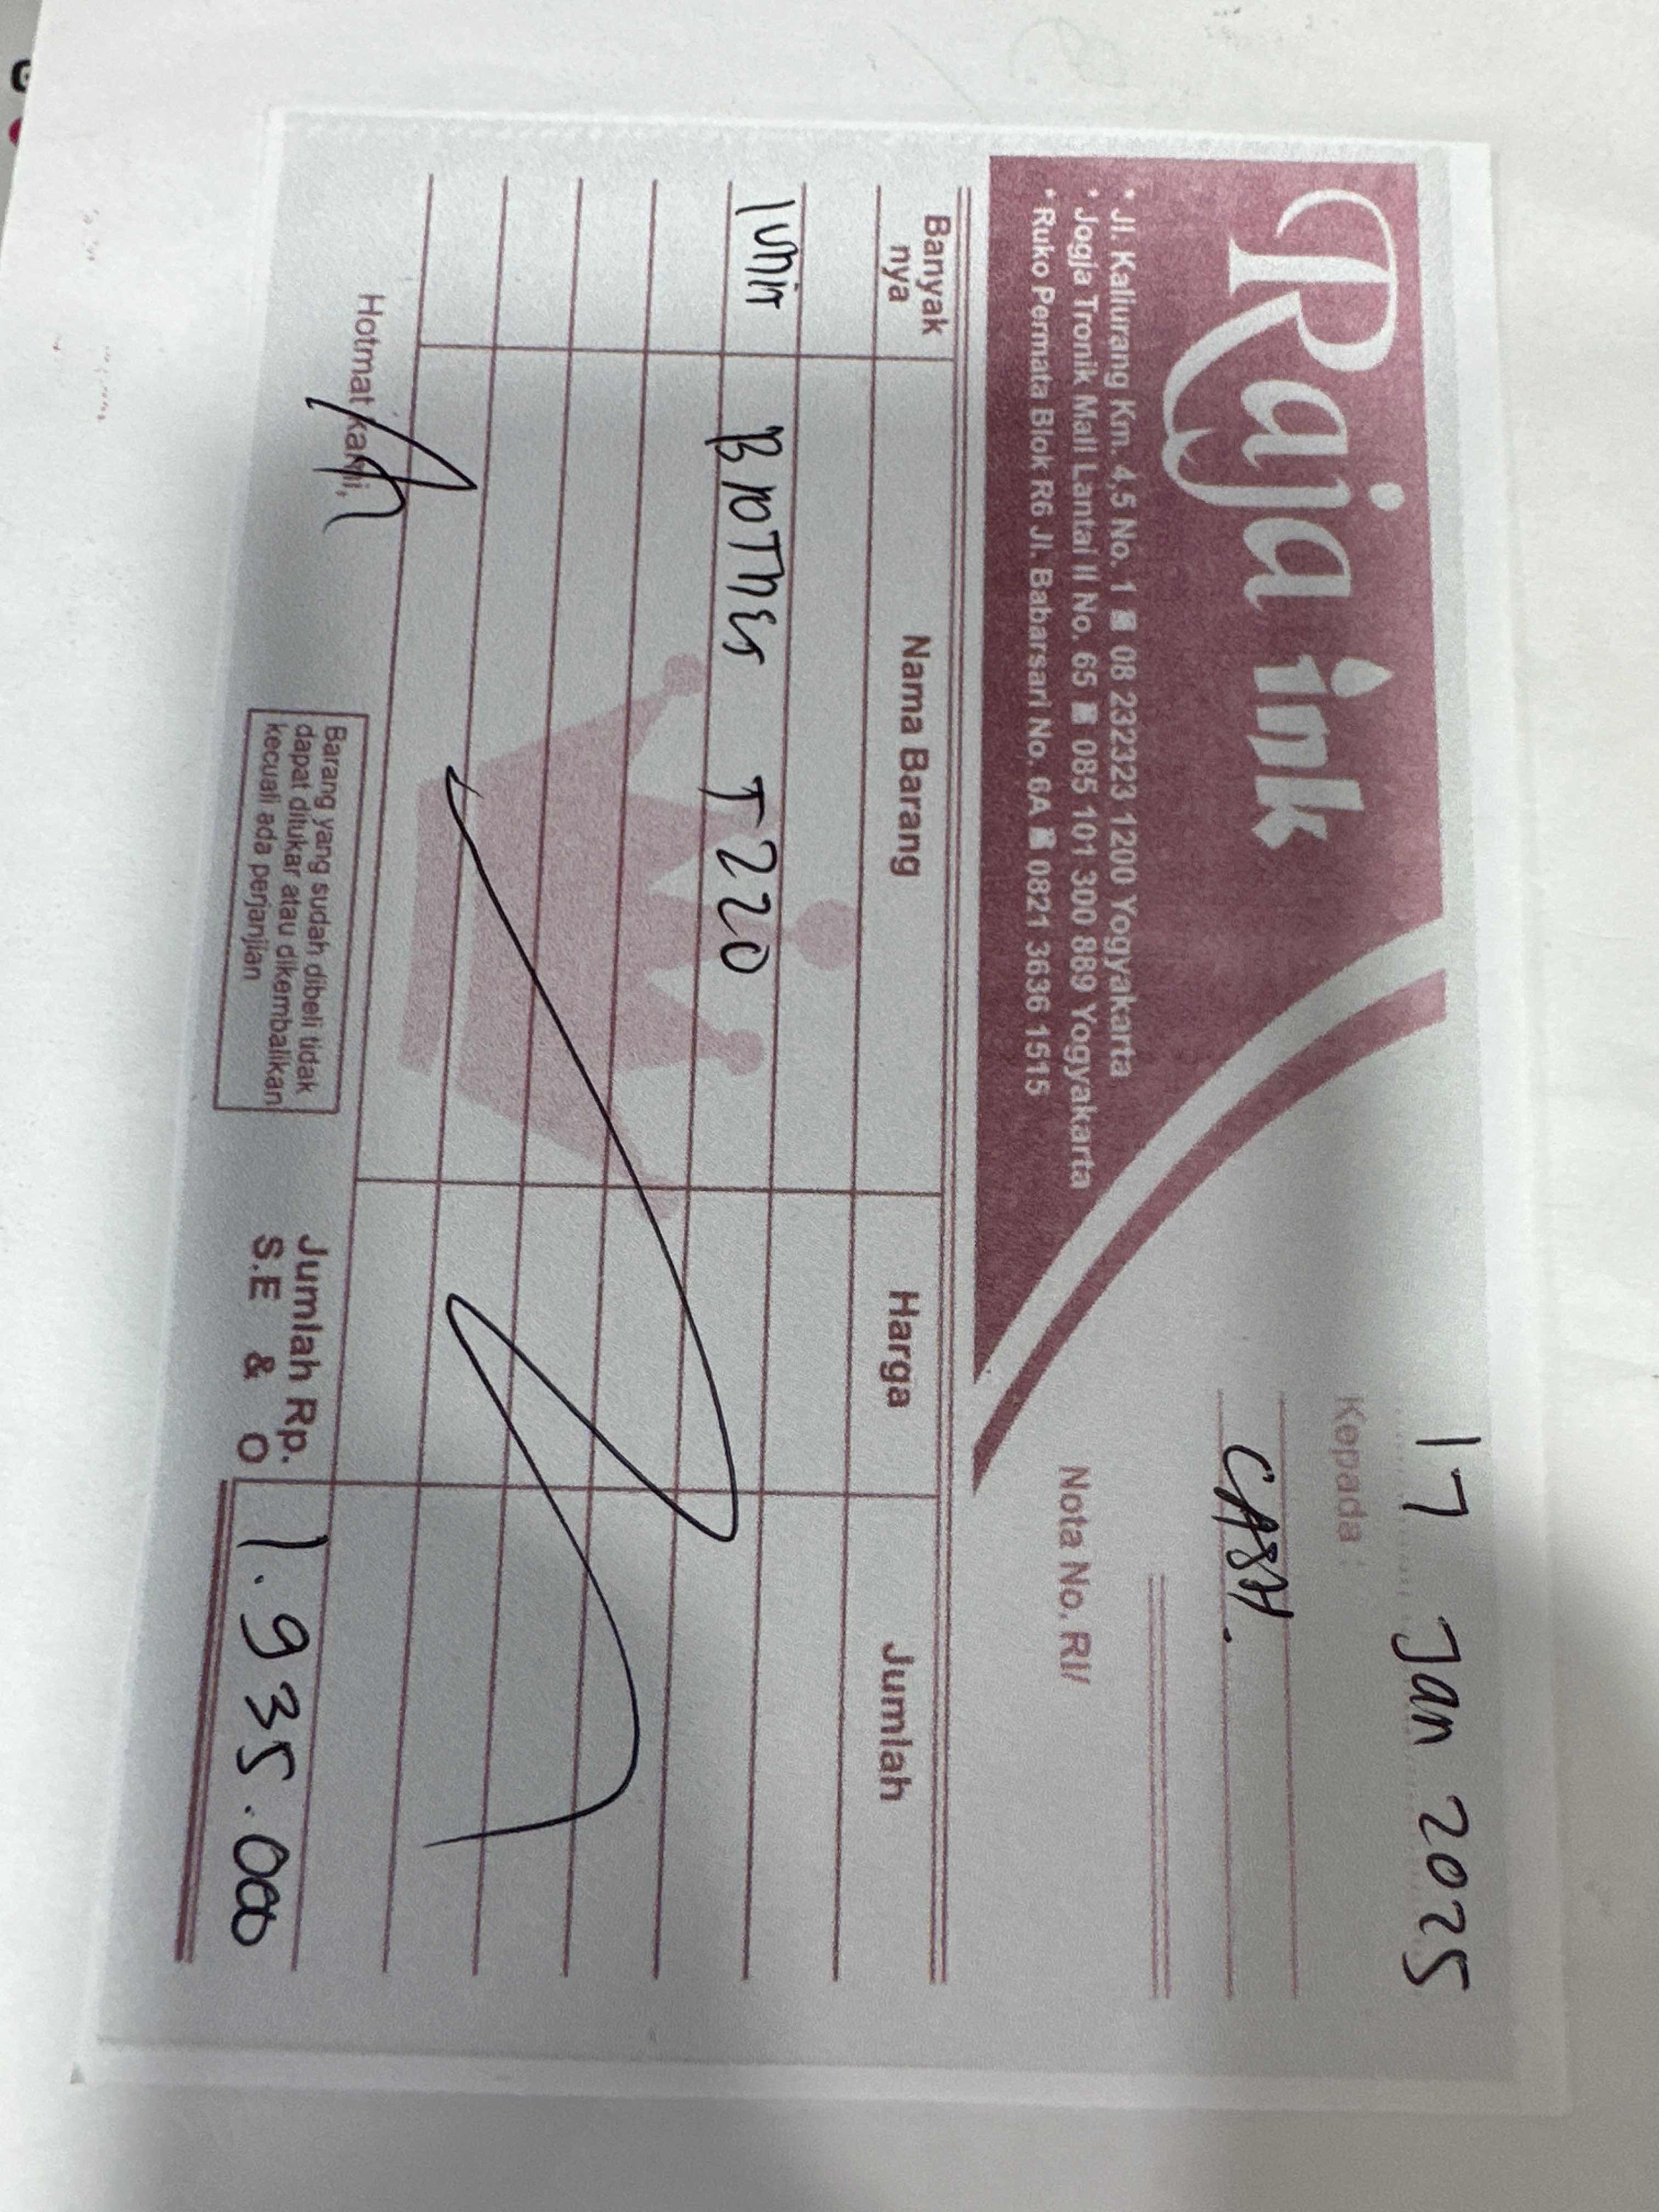 Raja ink
* Jl. Kaliurang Km. 4,5 No. 1 08 232323 1200 Yogyakarta
* Jogja Tronik Mall Lantai II No. 65 085 101 300 889 Yogyakarta
* Ruko Permata Blok R6 Jl. Babarsari No. 6A 0821 3636 1515
17 Jan 2025
Kepada :
CASH.
Nota No. RI/
Banyak nya Nama Barang Harga Jumlah
1 unit Brother T220
Hotmat kami,
Barang yang sudah dibeli tidak
dapat ditukar atau dikembalikan
kecuali ada perjanjian
Jumlah Rp. 1.935.000
S.E & O